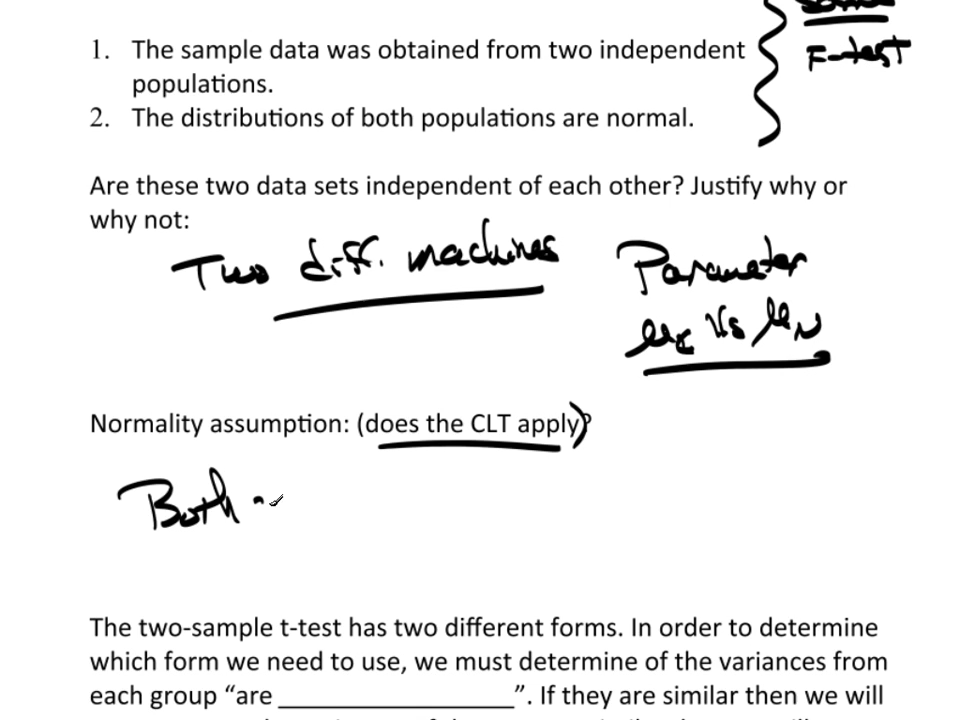 1. The sample data was obtained from two independent
populations.
2. The distributions of both populations are normal.
F-test
Are these two data sets independent of each other? Justify why or
why not:
Two diff. machines
Parameter
Vs
Normality assumption: (does the CLT apply)?
Both
The two-sample t-test has two different forms. In order to determine
which form we need to use, we must determine of the variances from
each group “are ________________”. If they are similar then we will